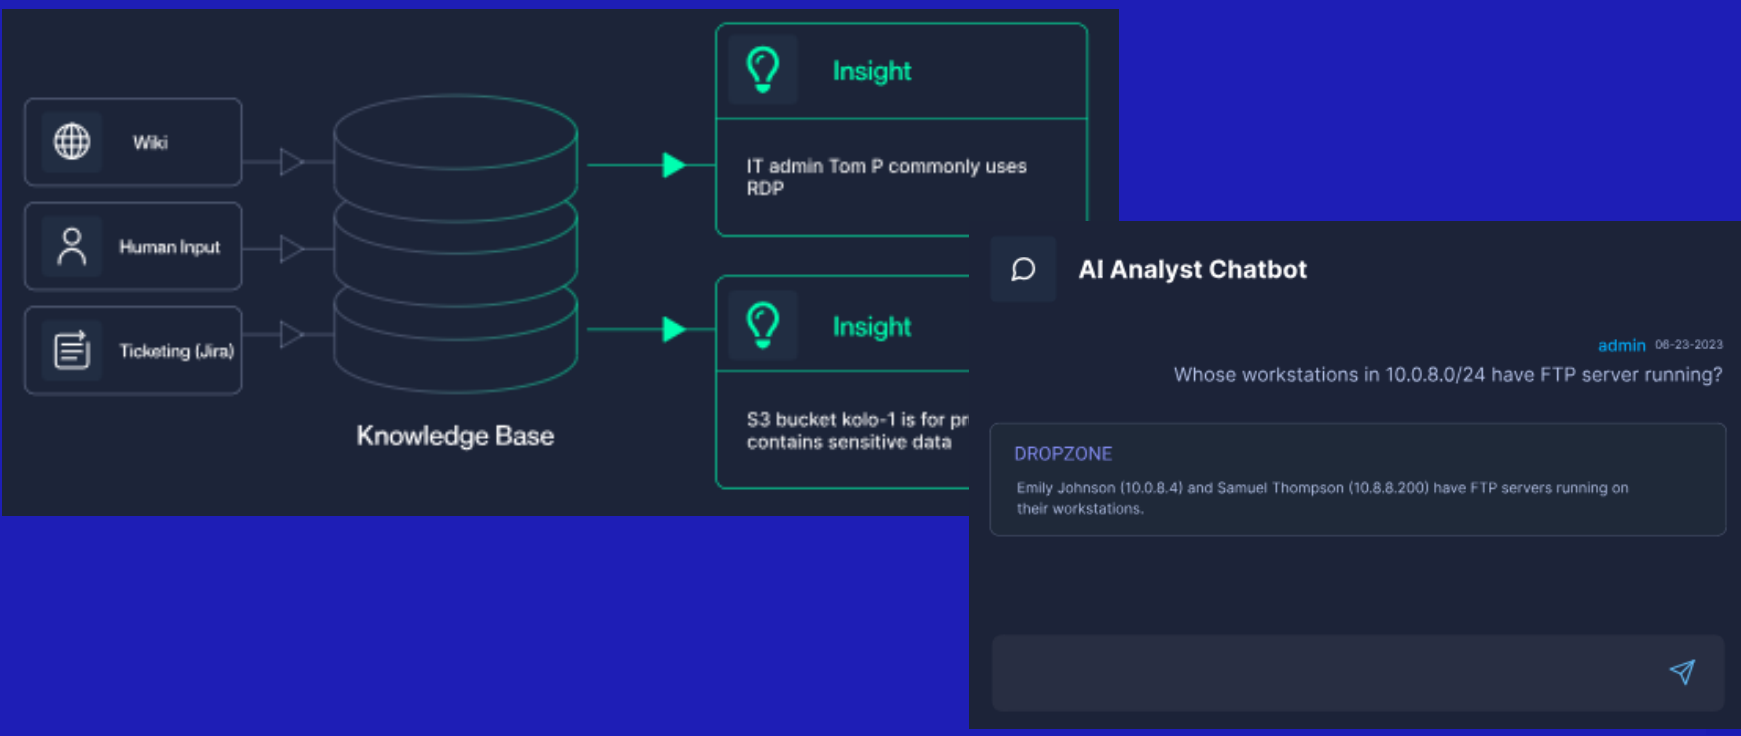 Wiki
Human Input
Ticketing (Jira)
Knowledge Base
Insight
IT admin Tom P commonly uses
RDP
Insight
S3 bucket kolo-1 is for pr
contains sensitive data
AI Analyst Chatbot
admin 06-23-2023
Whose workstations in 10.0.8.0/24 have FTP server running?
DROPZONE
Emily Johnson (10.0.8.4) and Samuel Thompson (10.8.8.200) have FTP servers running on
their workstations.